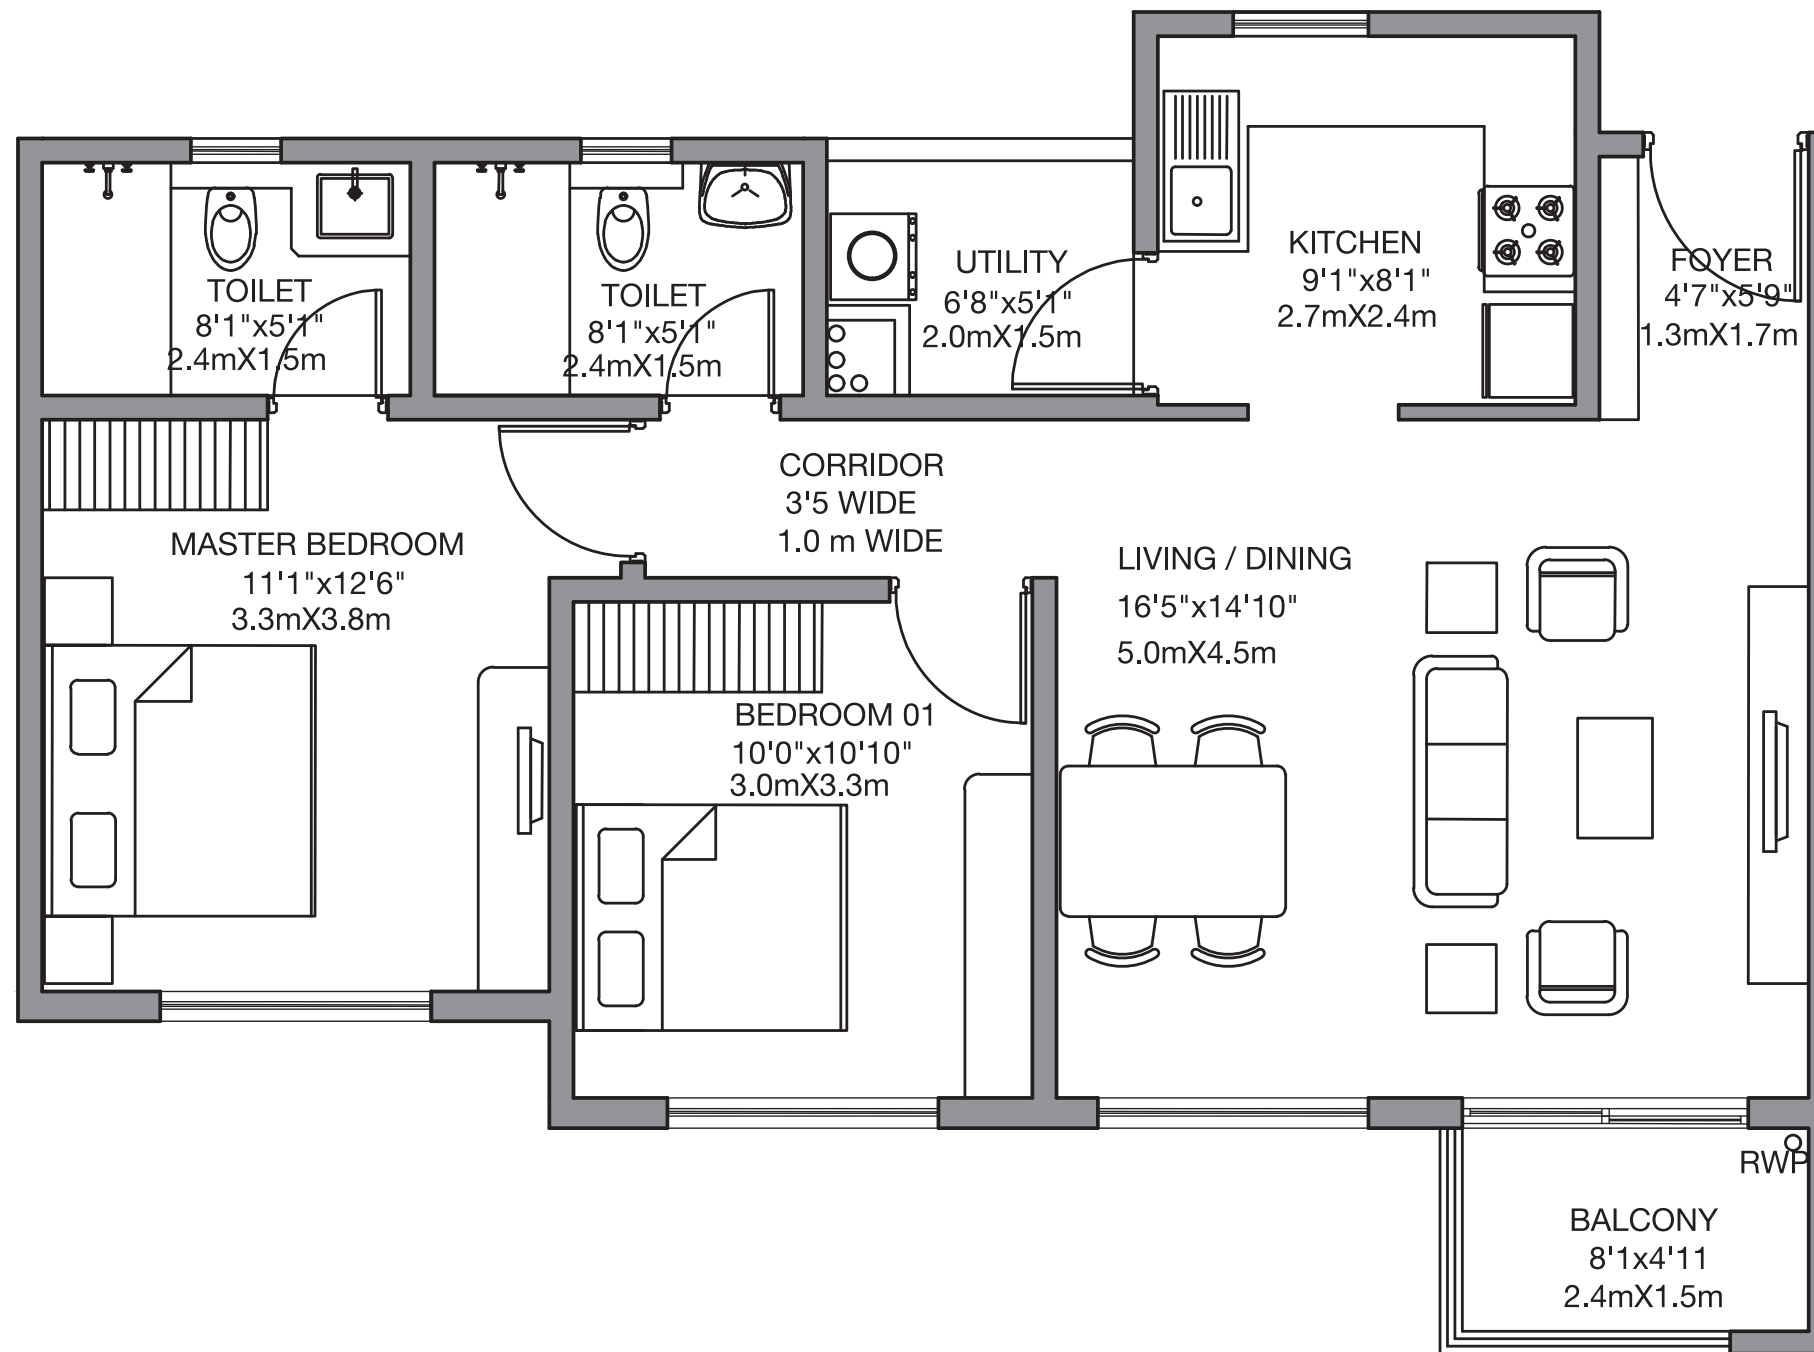 KITCHEN
9'1"x8'1"
2.7mX2.4m
FOYER
4'7"x5'9"
1.3mX1.7m
UTILITY
6'8"x5'1"
2.0mX1.5m
TOILET
8'1"x5'1"
2.4mX1.5m
TOILET
8'1"x5'1"
2.4mX1.5m
CORRIDOR
3'5 WIDE
1.0 m WIDE
MASTER BEDROOM
11'1"x12'6"
3.3mX3.8m
LIVING / DINING
16'5"x14'10"
5.0mX4.5m
BEDROOM 01
10'0"x10'10"
3.0mX3.3m
RWP
BALCONY
8'1x4'11
2.4mX1.5m